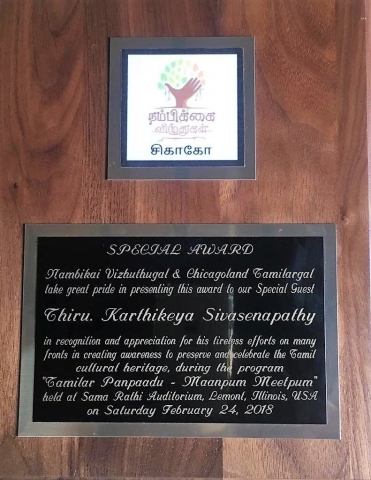 நம்பிக்கை
விழுதுகள்
சிகாகோ
SPECIAL AWARD
Nambikai Vizhuthugal & Chicagoland Tamilargal
take great pride in presenting this award to our Special Guest
Thiru. Karthikeya Sivasenapathy
in recognition and appreciation for his tireless efforts on many
fronts in creating awareness to preserve and celebrate the Tamil
cultural heritage, during the program
"Tamilar Panpaadu - Maanpum Meetpum"
held at Sama Rathi Auditorium, Lemont, Illinois, USA
on Saturday February 24, 2018